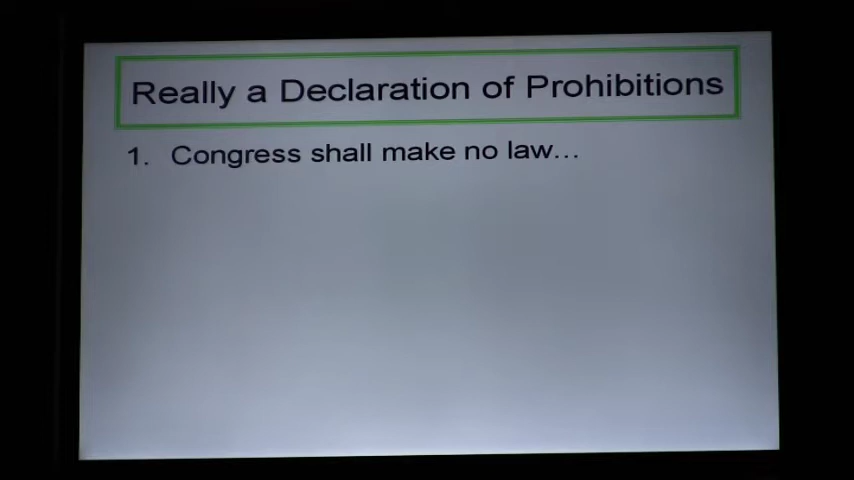 Really a Declaration of Prohibitions
1. Congress shall make no law…